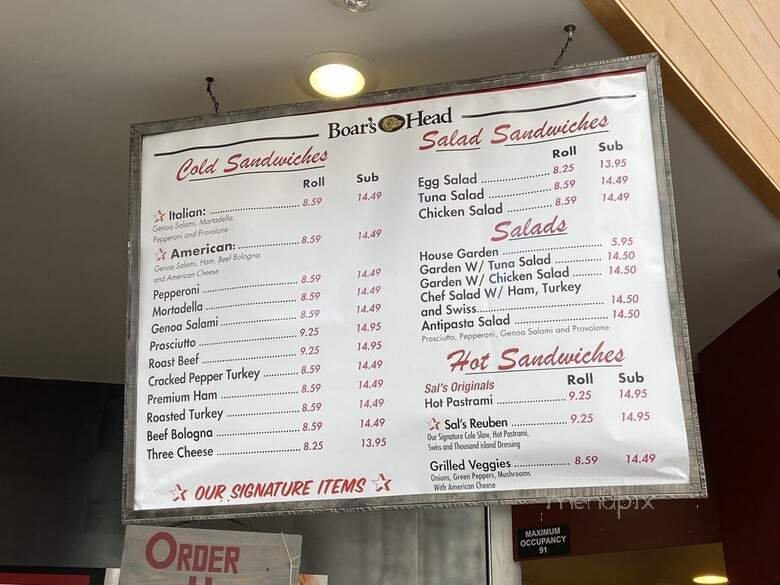 Boar's Head
Cold Sandwiches
Roll Sub
Italian: 8.59 14.49
Genoa Salami, Mortadella,
Pepperoni and Provolone
American: 8.59 14.49
Genoa Salami, Ham, Beef Bologna
and American Cheese
Pepperoni 8.59 14.49
Mortadella 8.59 14.49
Genoa Salami 8.59 14.49
Prosciutto 9.25 14.95
Roast Beef 9.25 14.95
Cracked Pepper Turkey 8.59 14.49
Premium Ham 8.59 14.49
Roasted Turkey 8.59 14.49
Beef Bologna 8.59 14.49
Three Cheese 8.25 13.95
OUR SIGNATURE ITEMS
Salad Sandwiches
Roll Sub
Egg Salad 8.25 13.95
Tuna Salad 8.59 14.49
Chicken Salad 8.59 14.49
Salads
House Garden 5.95
Garden W/ Tuna Salad 14.50
Garden W/ Chicken Salad 14.50
Chef Salad W/ Ham, Turkey
and Swiss 14.50
Antipasta Salad 14.50
Prosciutto, Pepperoni, Genoa Salami and Provolone
Hot Sandwiches
Sal's Originals Roll Sub
Hot Pastrami 9.25 14.95
Sal's Reuben 9.25 14.95
Our Signature Cole Slaw, Hot Pastrami,
Swiss and Thousand island Dressing
Grilled Veggies 8.59 14.49
Onions, Green Peppers, Mushrooms
With American Cheese
menupix
MAXIMUM
OCCUPANCY
91
ORDER